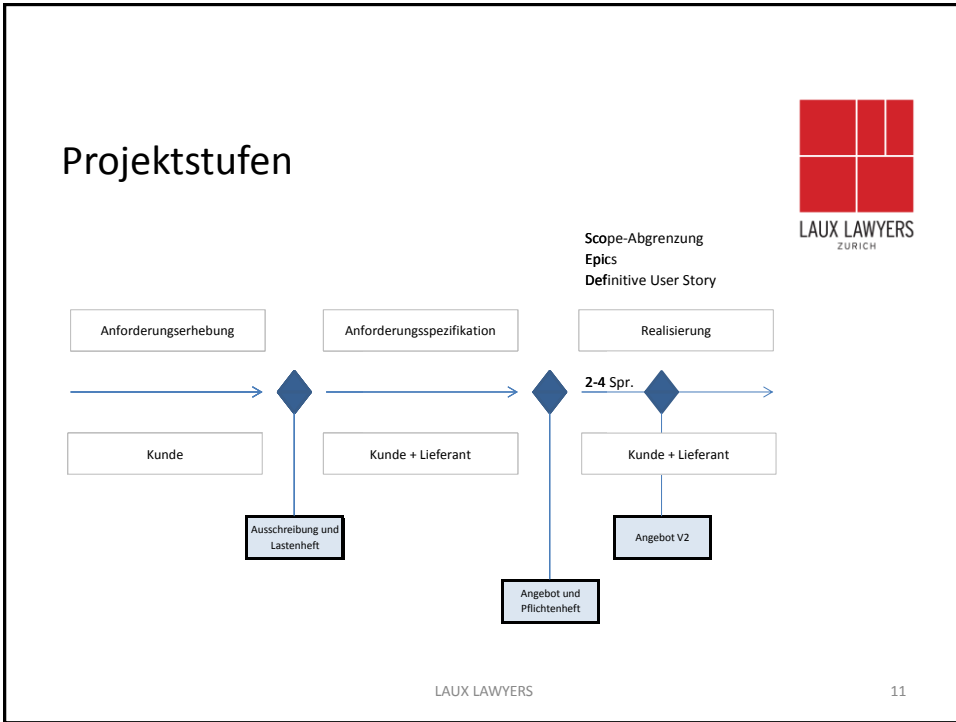 Projektstufen
LAUX LAWYERS
ZURICH
Scope-Abgrenzung
Epics
Definitive User Story
Anforderungserhebung
Anforderungsspezifikation
Realisierung
2-4 Spr.
Kunde
Kunde + Lieferant
Kunde + Lieferant
Ausschreibung und
Lastenheft
Angebot V2
Angebot und
Pflichtenheft
LAUX LAWYERS
11